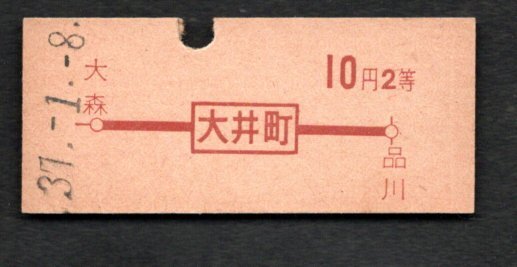 37.-1.-8.
大森
10円2等
大井町
品川